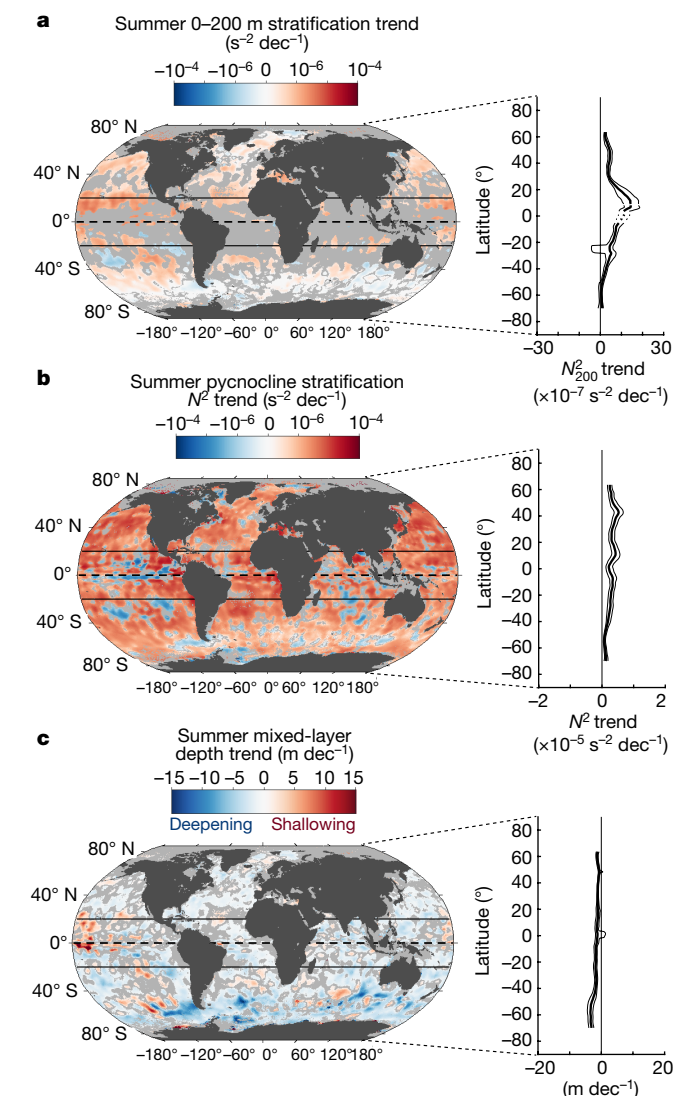 a
Summer 0–200 m stratification trend
(s⁻² dec⁻¹)
−10⁻⁴ −10⁻⁶ 0 10⁻⁶ 10⁻⁴
80° N
40° N
0°
40° S
80° S
−180° −120° −60° 0° 60° 120° 180°
Latitude (°)
80
60
40
20
0
−20
−40
−60
−80
−30 0 30
N²₂₀₀ trend
(×10⁻⁷ s⁻² dec⁻¹)
b
Summer pycnocline stratification
N² trend (s⁻² dec⁻¹)
−10⁻⁴ −10⁻⁶ 0 10⁻⁶ 10⁻⁴
80° N
40° N
0°
40° S
80° S
−180° −120° −60° 0° 60° 120° 180°
Latitude (°)
80
60
40
20
0
−20
−40
−60
−80
−2 0 2
N² trend
(×10⁻⁵ s⁻² dec⁻¹)
c
Summer mixed-layer
depth trend (m dec⁻¹)
−15 −10 −5 0 5 10 15
Deepening Shallowing
80° N
40° N
0°
40° S
80° S
−180° −120° −60° 0° 60° 120° 180°
Latitude (°)
80
60
40
20
0
−20
−40
−60
−80
−20 0 20
(m dec⁻¹)